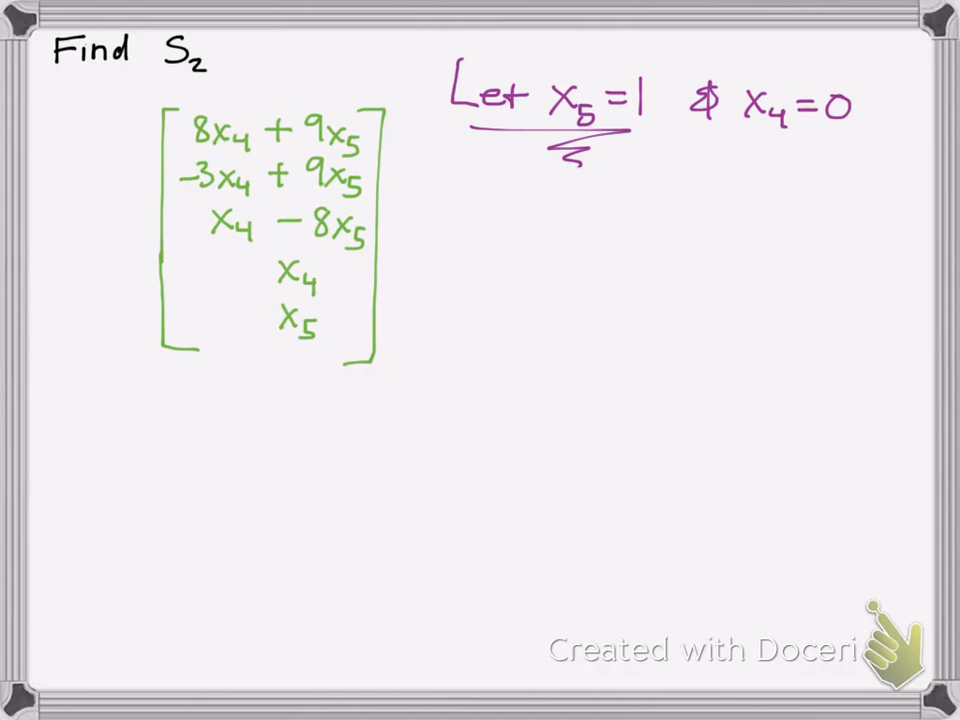 Find S₂
Let x₅ = 1 & x₄ = 0
8x₄ + 9x₅
-3x₄ + 9x₅
x₄ - 8x₅
x₄
x₅
Created with Doceri